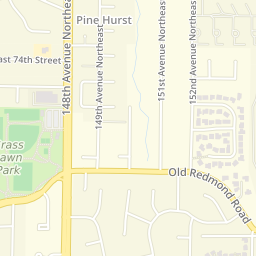 Pine Hurst
ast 74th Street
148th Avenue Northeast
149th Avenue Northeast
151st Avenue Northeast
152nd Avenue Northeast
rass
awn
Park
Old Redmond Road